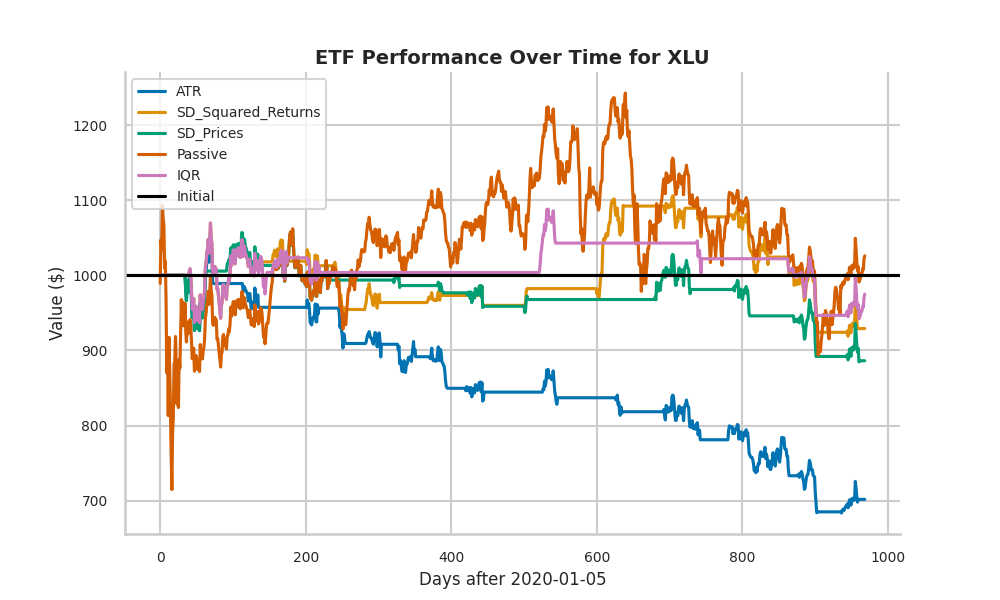 ETF Performance Over Time for XLU
ATR
SD_Squared_Returns
SD_Prices
Passive
IQR
Initial
1200
1100
1000
900
800
700
Value ($)
0 200 400 600 800 1000
Days after 2020-01-05